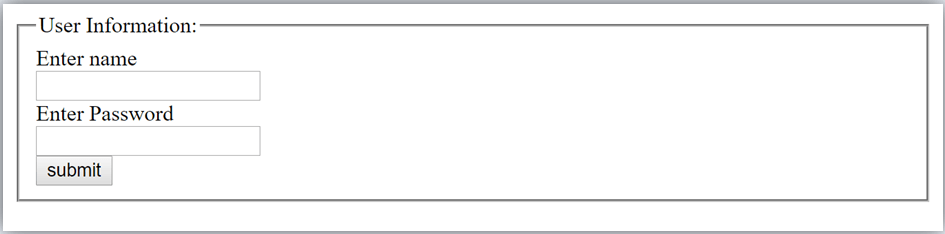 User Information:
Enter name
Enter Password
submit